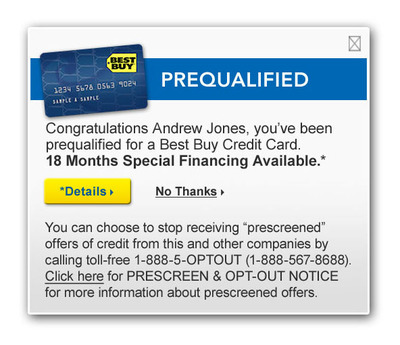 BEST
BUY
1234 5678 0563 9024
SAMPLE A SAMPLE
PREQUALIFIED
Congratulations Andrew Jones, you've been
prequalified for a Best Buy Credit Card.
18 Months Special Financing Available.*
*Details
No Thanks
You can choose to stop receiving “prescreened”
offers of credit from this and other companies by
calling toll-free 1-888-5-OPTOUT (1-888-567-8688).
Click here for PRESCREEN & OPT-OUT NOTICE
for more information about prescreened offers.